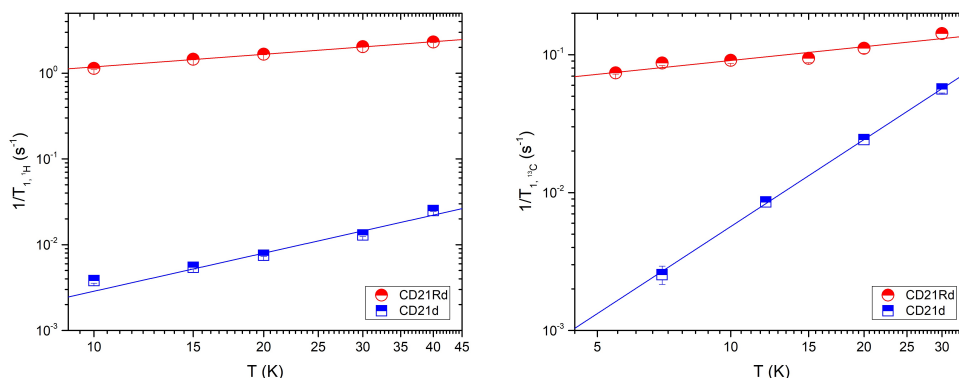 10⁰
10⁻¹
10⁻²
10⁻³
1/T₁, ¹H (s⁻¹)
10 15 20 25 30 35 40 45
T (K)
CD21Rd
CD21d
10⁻¹
10⁻²
10⁻³
1/T₁, ¹³C (s⁻¹)
5 10 15 20 25 30
T (K)
CD21Rd
CD21d